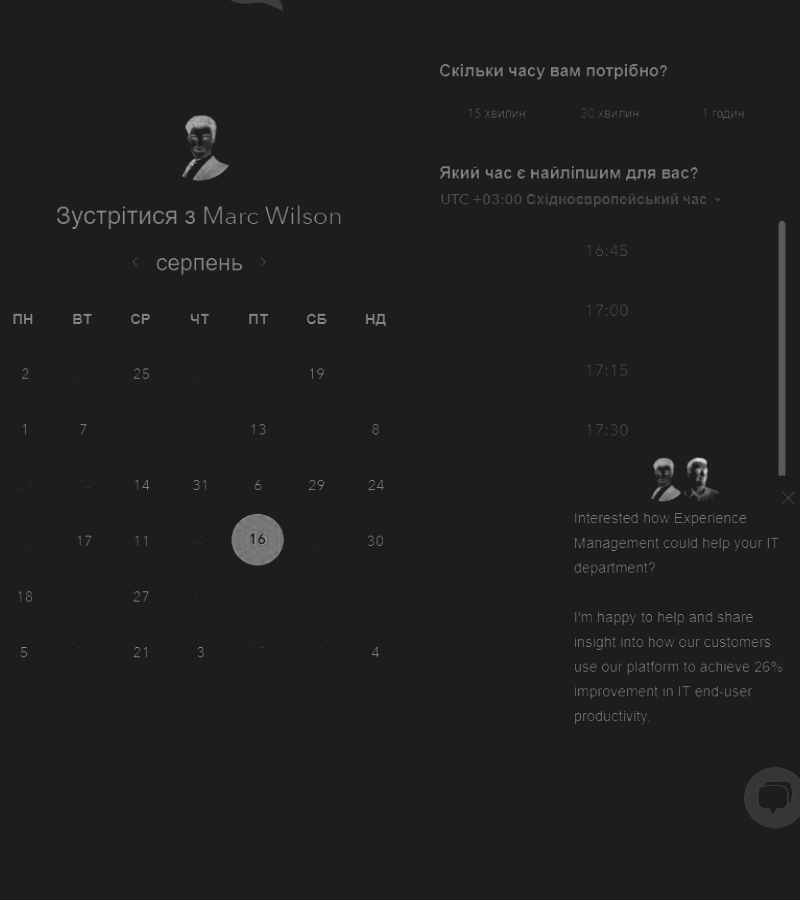 Зустрітися з Marc Wilson
серпень
ПН ВТ СР ЧТ ПТ СБ НД
2 25 19
1 7 13 8
14 31 6 29 24
17 11 16 30
18 27
5 21 3 4
Скільки часу вам потрібно?
15 хвилин 30 хвилин 1 годин
Який час є найліпшим для вас?
UTC +03:00 Східноєвропейський час
16:45
17:00
17:15
17:30
Interested how Experience
Management could help your IT
department?
I'm happy to help and share
insight into how our customers
use our platform to achieve 26%
improvement in IT end-user
productivity.